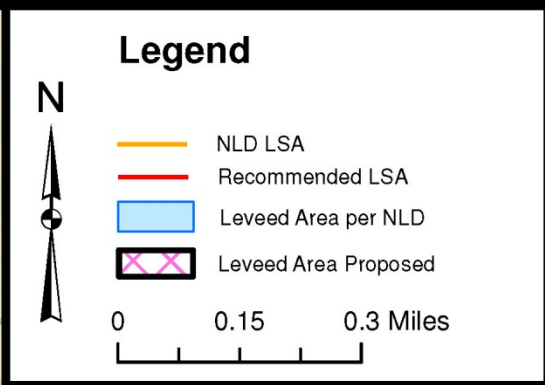 Legend
N
NLD LSA
Recommended LSA
Leveed Area per NLD
Leveed Area Proposed
0 0.15 0.3 Miles